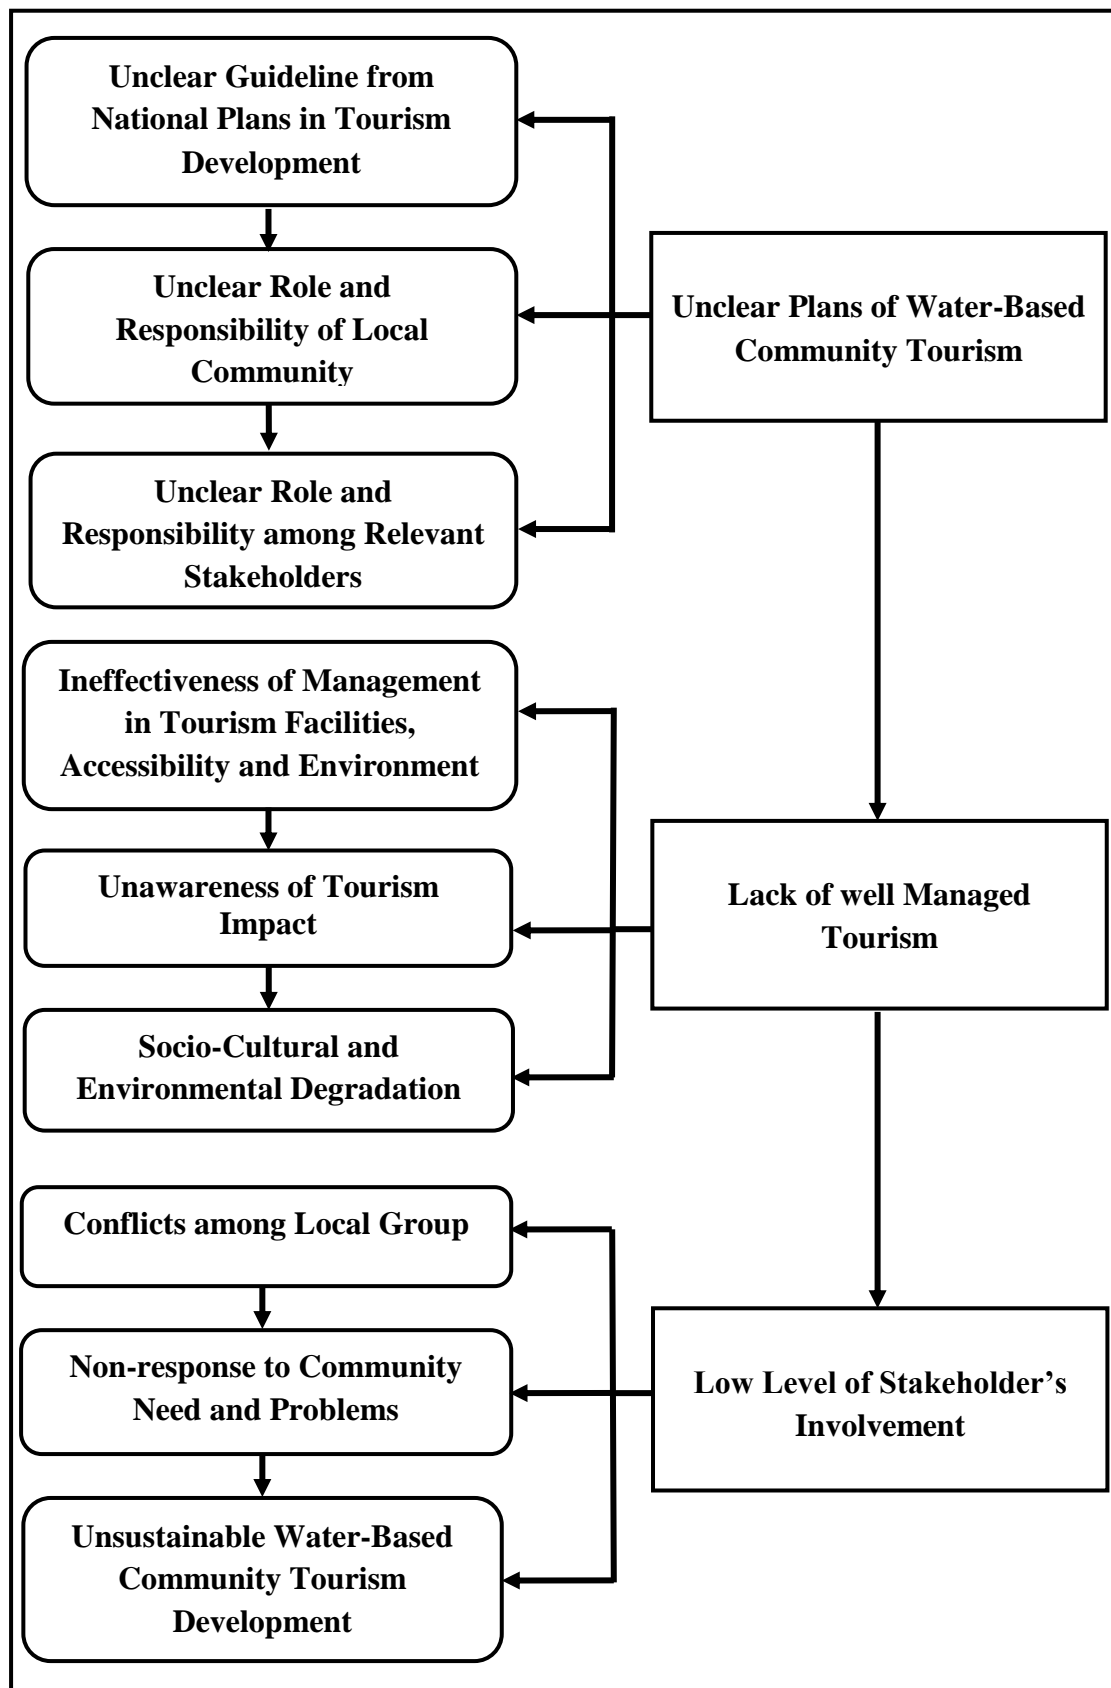 Unclear Guideline from
National Plans in Tourism
Development
Unclear Role and
Responsibility of Local
Community
Unclear Plans of Water-Based
Community Tourism
Unclear Role and
Responsibility among Relevant
Stakeholders
Ineffectiveness of Management
in Tourism Facilities,
Accessibility and Environment
Unawareness of Tourism
Impact
Lack of well Managed
Tourism
Socio-Cultural and
Environmental Degradation
Conflicts among Local Group
Non-response to Community
Need and Problems
Low Level of Stakeholder’s
Involvement
Unsustainable Water-Based
Community Tourism
Development